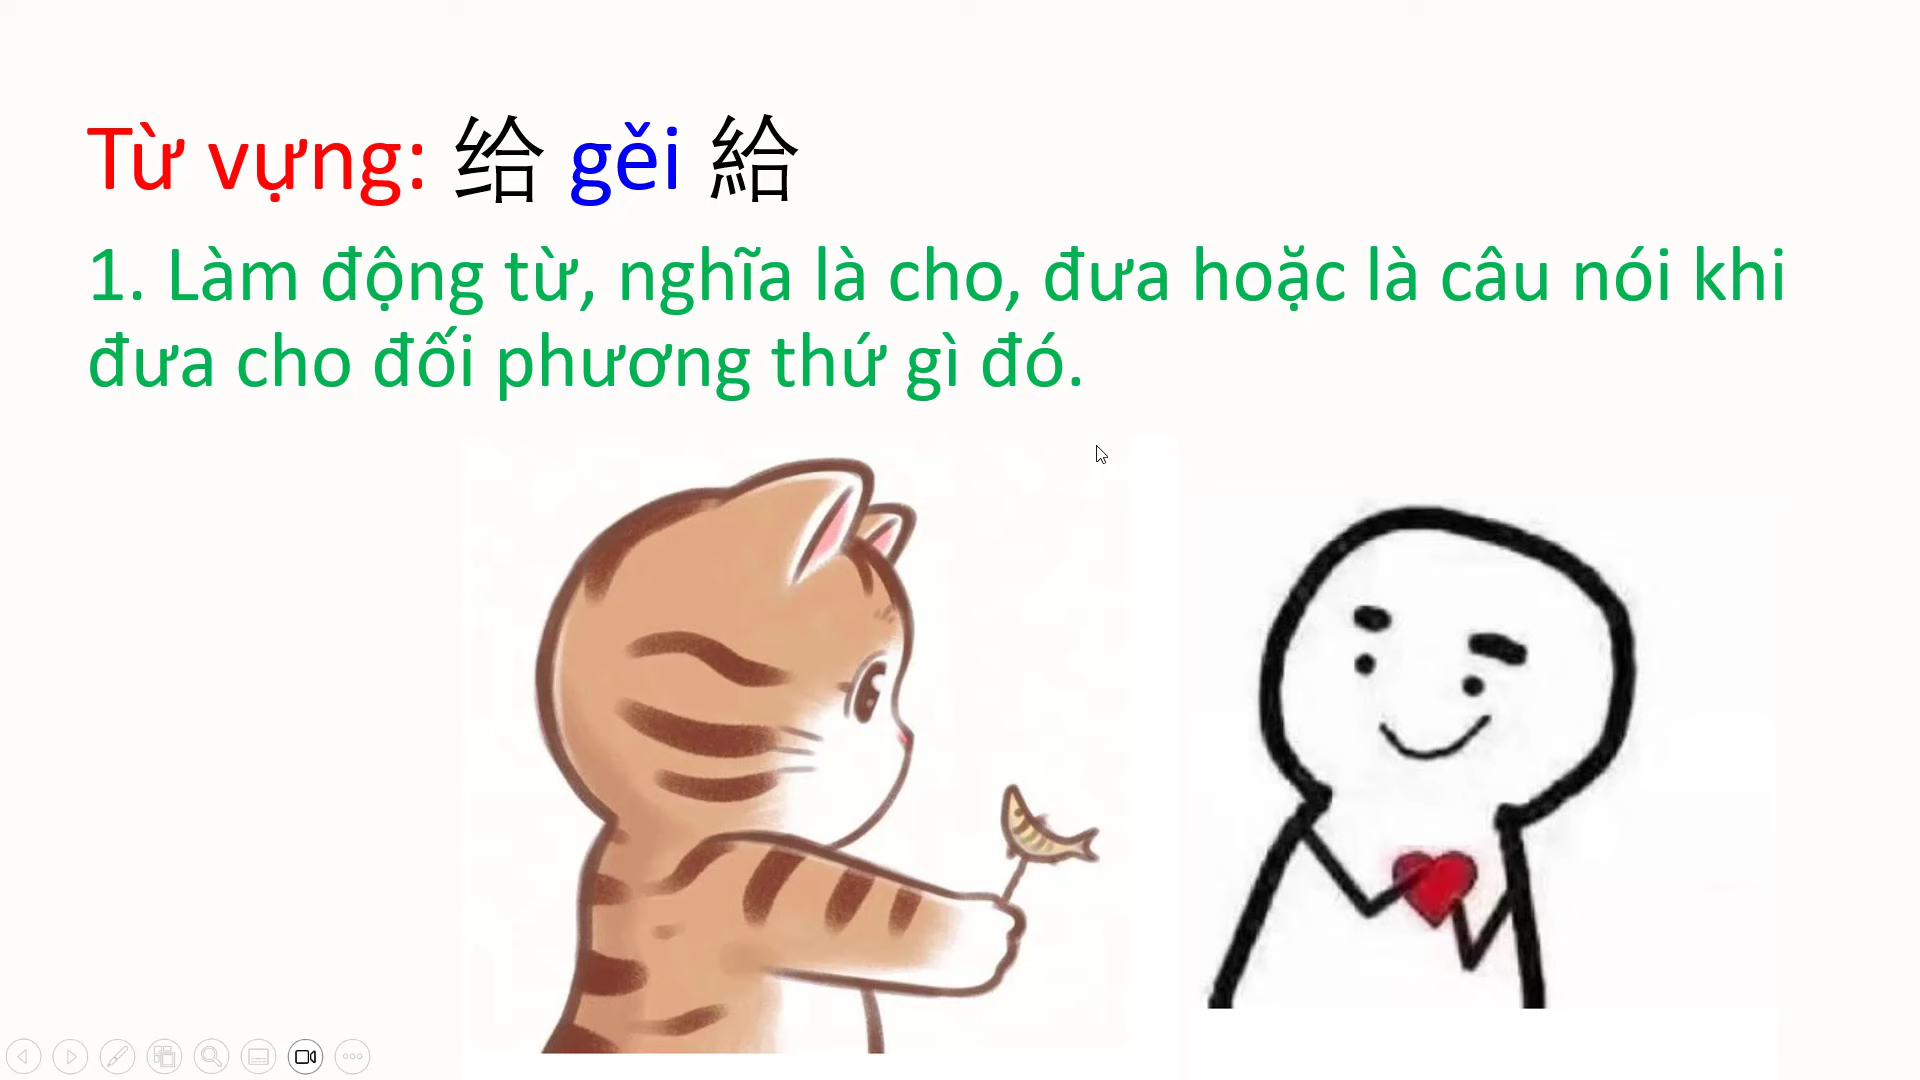 Từ vựng: 给 gěi 給
1. Làm động từ, nghĩa là cho, đưa hoặc là câu nói khi
đưa cho đối phương thứ gì đó.